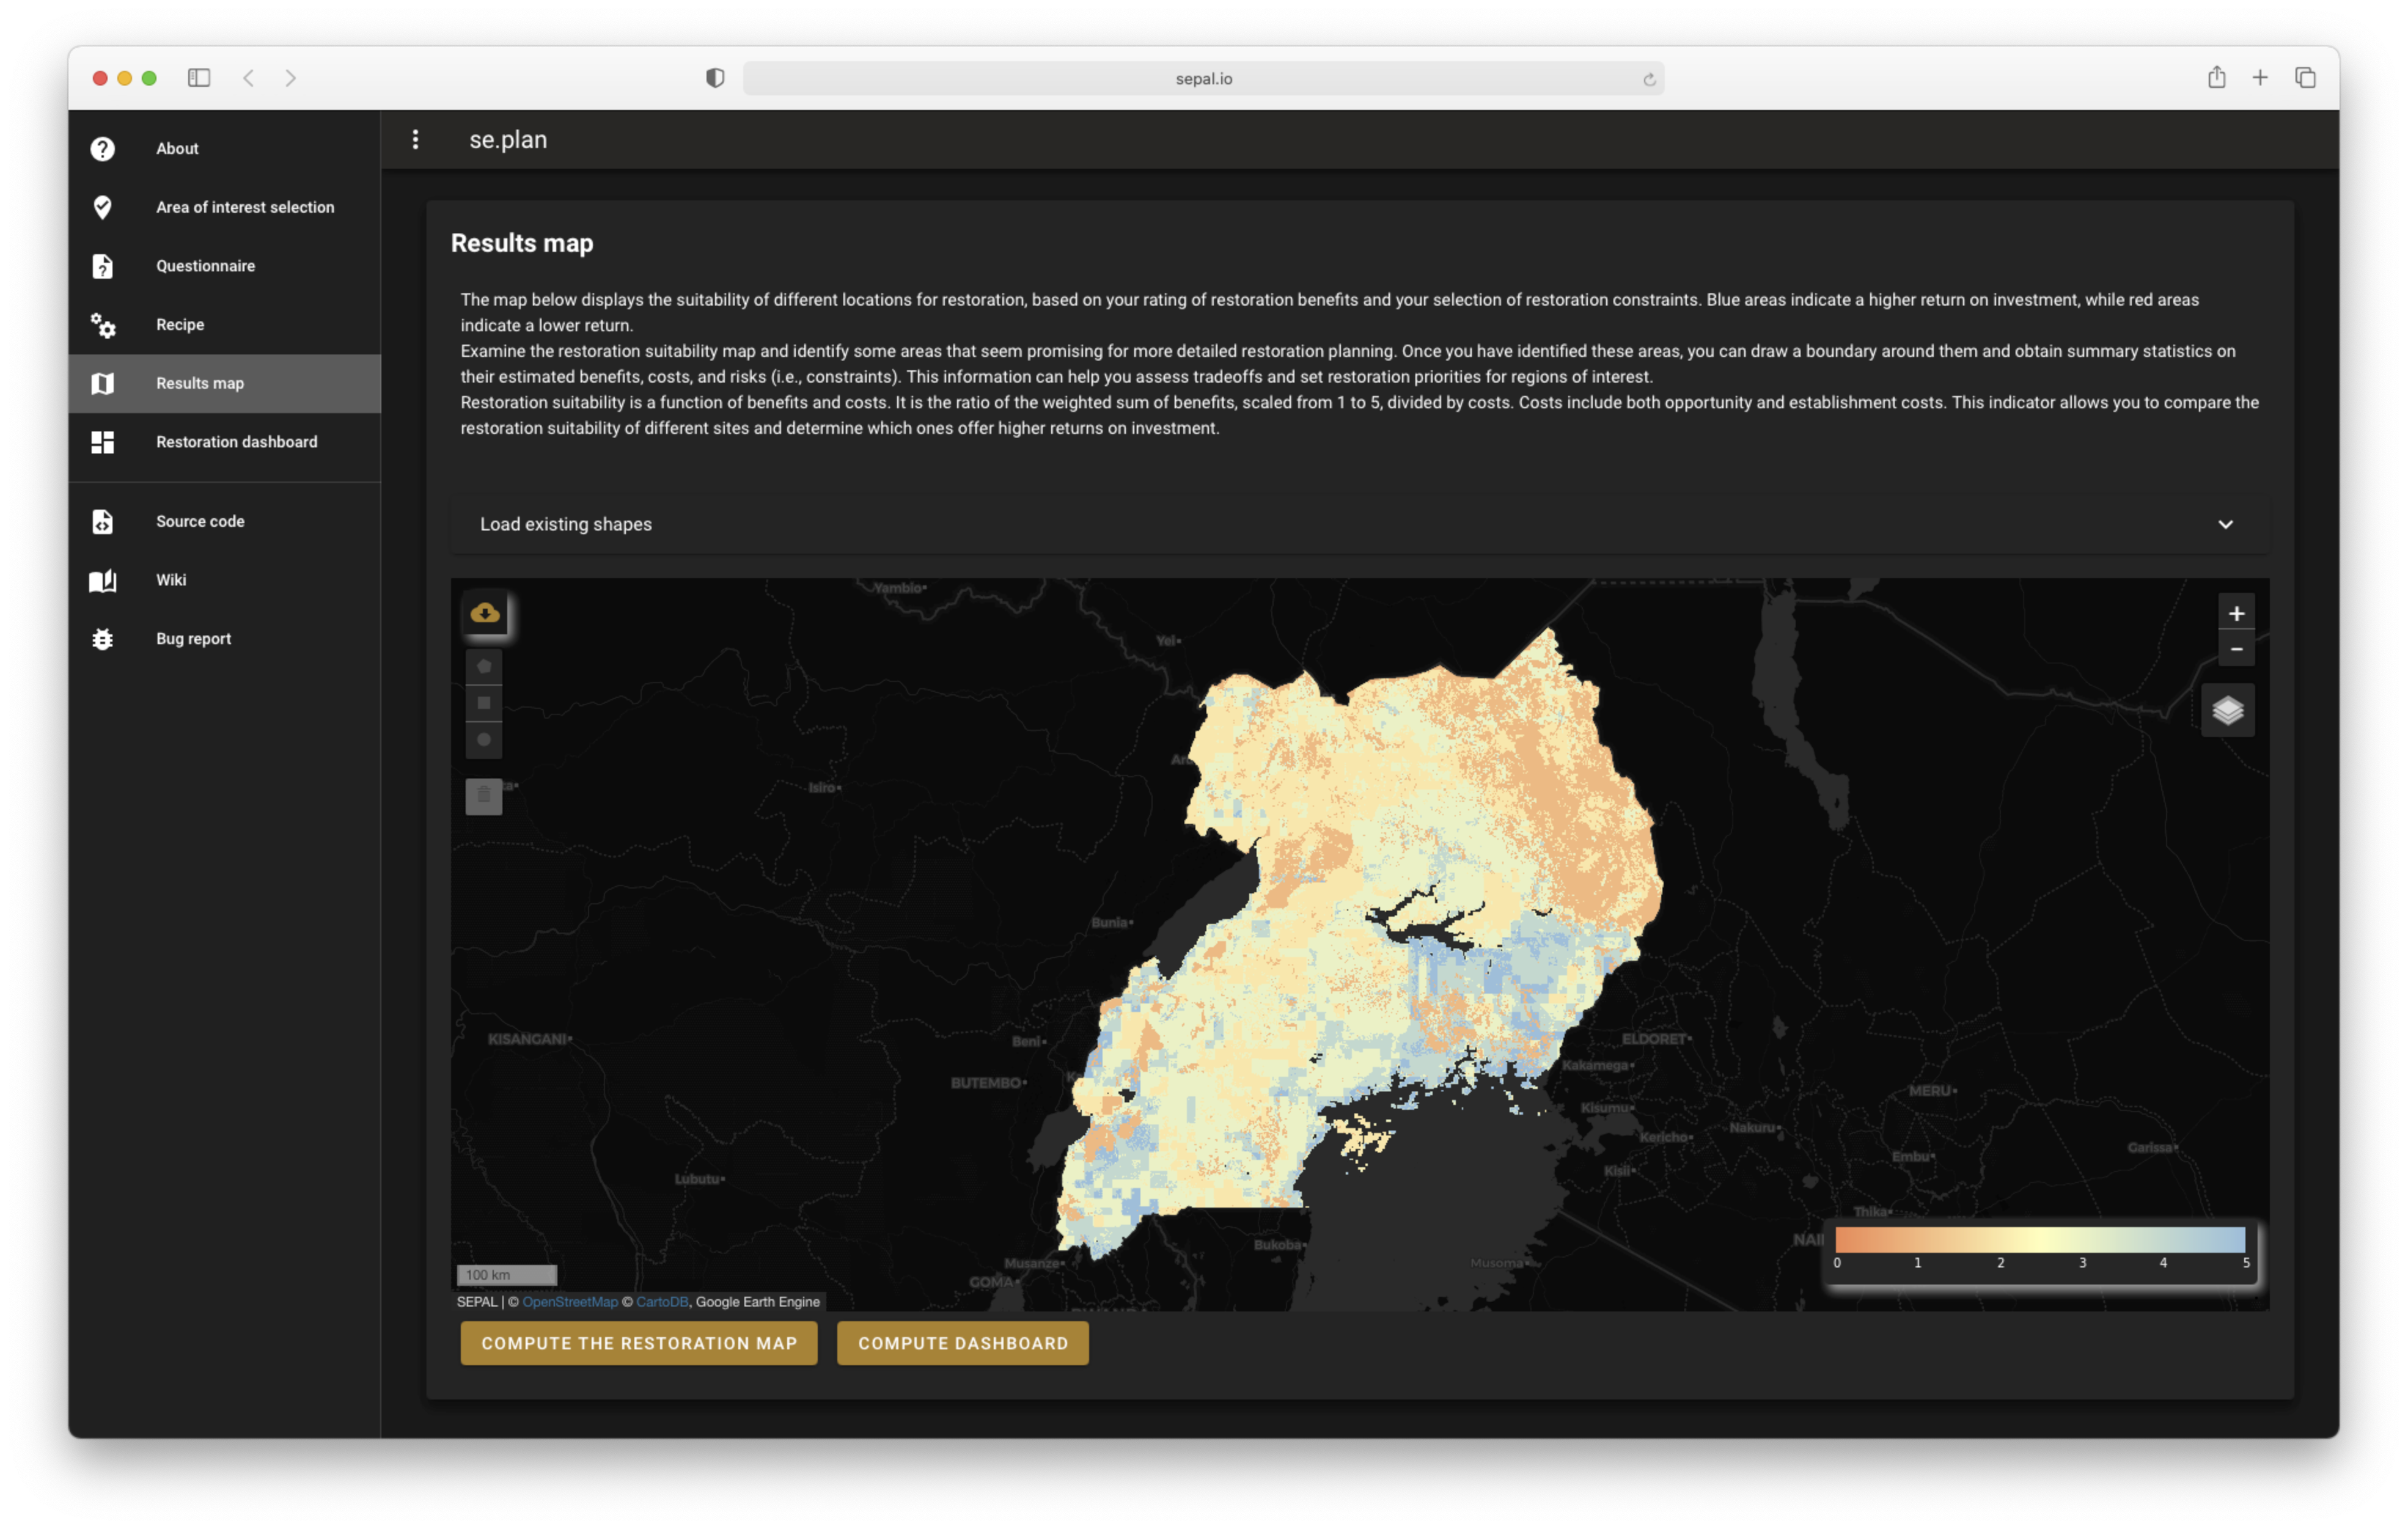 sepal.io
About
Area of interest selection
Questionnaire
Recipe
Results map
Restoration dashboard
Source code
Wiki
Bug report
se.plan
Results map
The map below displays the suitability of different locations for restoration, based on your rating of restoration benefits and your selection of restoration constraints. Blue areas indicate a higher return on investment, while red areas
indicate a lower return.
Examine the restoration suitability map and identify some areas that seem promising for more detailed restoration planning. Once you have identified these areas, you can draw a boundary around them and obtain summary statistics on
their estimated benefits, costs, and risks (i.e., constraints). This information can help you assess tradeoffs and set restoration priorities for regions of interest.
Restoration suitability is a function of benefits and costs. It is the ratio of the weighted sum of benefits, scaled from 1 to 5, divided by costs. Costs include both opportunity and establishment costs. This indicator allows you to compare the
restoration suitability of different sites and determine which ones offer higher returns on investment.
Load existing shapes
Yambio
Yei
Isiro
Bunia
KISANGANI
Beni
BUTEMBO
ELDORET
Kakamega
MERU
Kisumu
Nakuru
Kericho
Garissa
Embu
Kisii
Lubutu
Thika
Bukoba
Musanze
Musoma
GOMA
+
−
0 1 2 3 4 5
100 km
SEPAL | © OpenStreetMap © CartoDB, Google Earth Engine
COMPUTE THE RESTORATION MAP
COMPUTE DASHBOARD